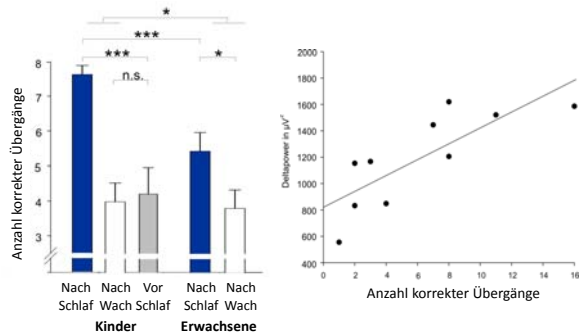 *
***
***
*
n.s.
8
7
6
5
4
3
Anzahl korrekter Übergänge
Nach Schlaf
Nach Wach
Vor Schlaf
Nach Schlaf
Nach Wach
Kinder
Erwachsene
2000
1800
1600
1400
1200
1000
800
600
400
Deltapower in µV²
0 2 4 6 8 10 12 14 16
Anzahl korrekter Übergänge